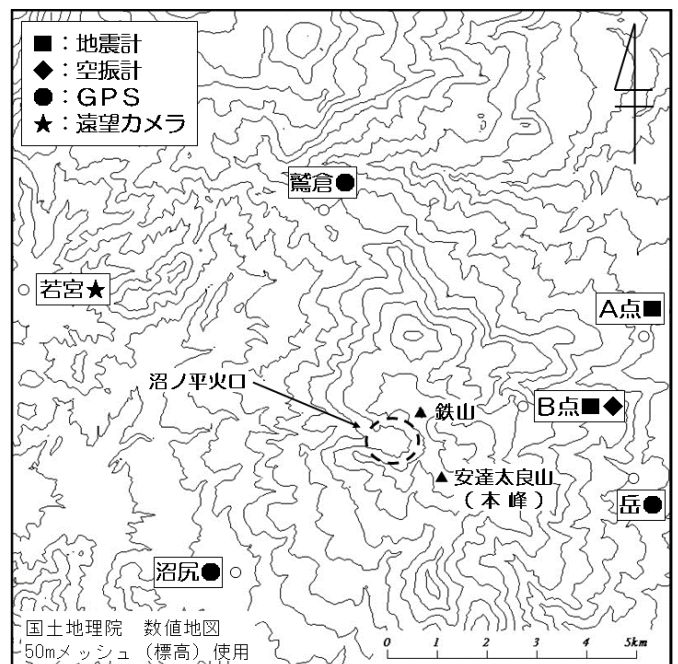 ■：地震計
◆：空振計
●：ＧＰＳ
★：遠望カメラ
鷲倉●
若宮★
Ａ点■
沼ノ平火口
▲ 鉄山
Ｂ点■◆
▲ 安達太良山
（本峰）
岳●
沼尻●
国土地理院　数値地図
50mメッシュ（標高）使用
0 1 2 3 4 5km